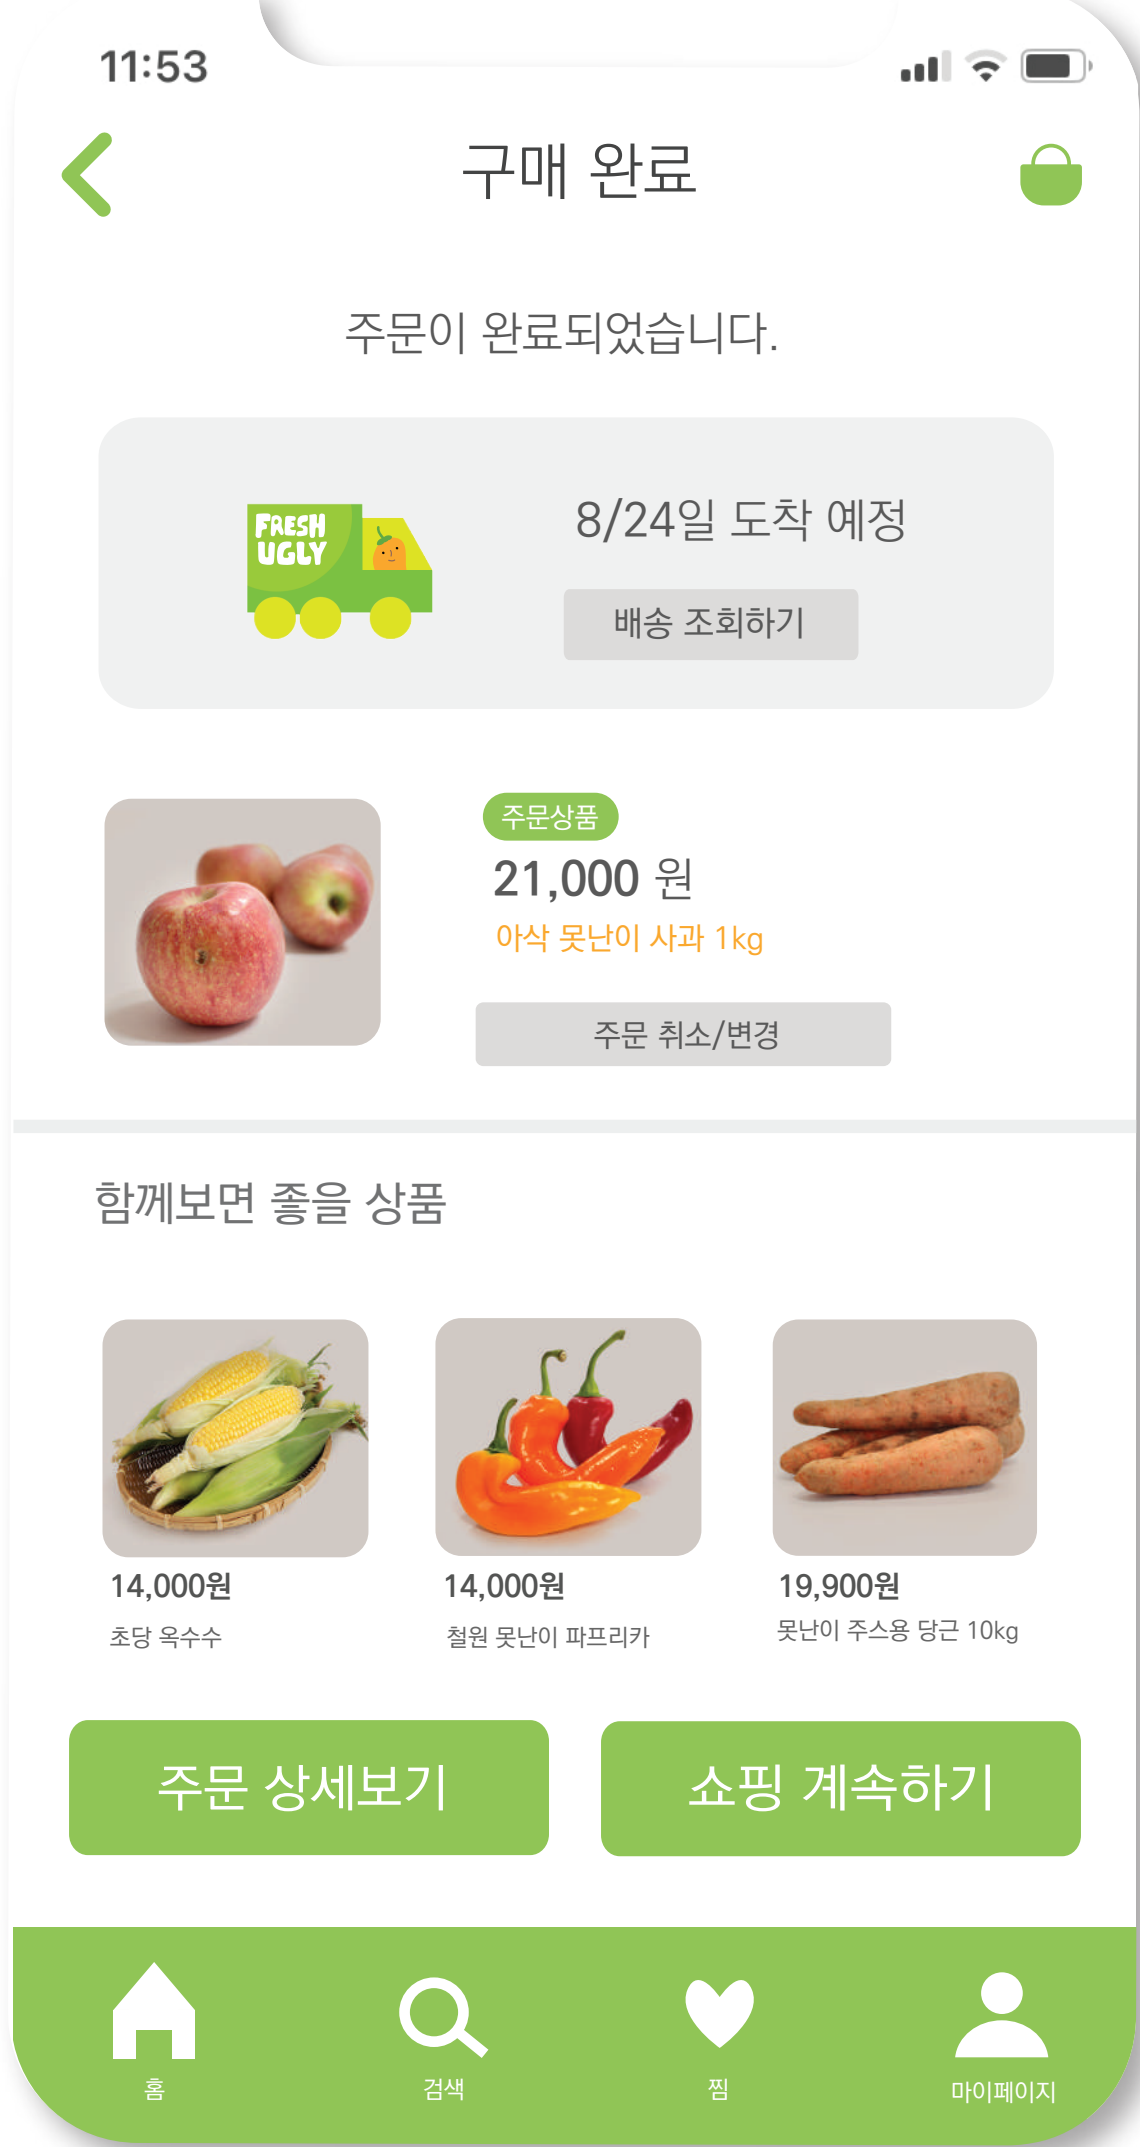 11:53
구매 완료
주문이 완료되었습니다.
FRESH
UGLY
8/24일 도착 예정
배송 조회하기
주문상품
21,000 원
아삭 못난이 사과 1kg
주문 취소/변경
함께보면 좋을 상품
14,000원
초당 옥수수
14,000원
철원 못난이 파프리카
19,900원
못난이 주스용 당근 10kg
주문 상세보기
쇼핑 계속하기
홈
검색
찜
마이페이지